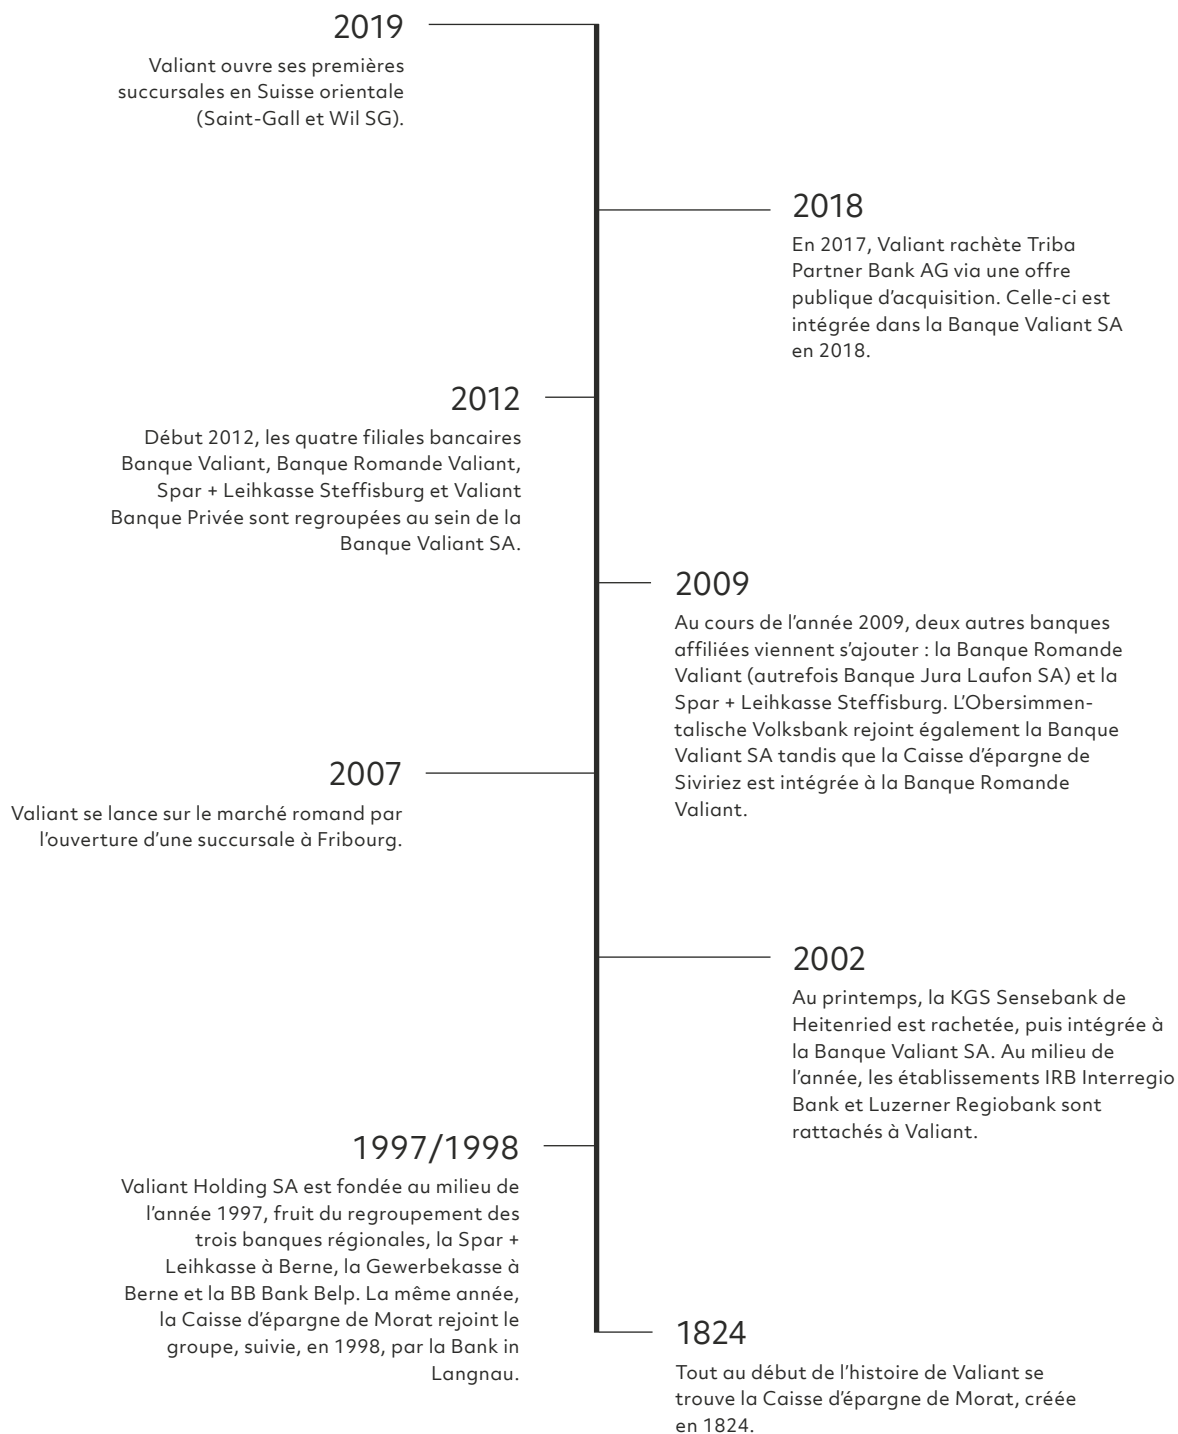 2019
Valiant ouvre ses premières
succursales en Suisse orientale
(Saint-Gall et Wil SG).
2018
En 2017, Valiant rachète Triba
Partner Bank AG via une offre
publique d’acquisition. Celle-ci est
intégrée dans la Banque Valiant SA
en 2018.
2012
Début 2012, les quatre filiales bancaires
Banque Valiant, Banque Romande Valiant,
Spar + Leihkasse Steffisburg et Valiant
Banque Privée sont regroupées au sein de la
Banque Valiant SA.
2009
Au cours de l’année 2009, deux autres banques
affiliées viennent s’ajouter : la Banque Romande
Valiant (autrefois Banque Jura Laufon SA) et la
Spar + Leihkasse Steffisburg. L’Obersimmen-
talische Volksbank rejoint également la Banque
Valiant SA tandis que la Caisse d’épargne de
Siviriez est intégrée à la Banque Romande
Valiant.
2007
Valiant se lance sur le marché romand par
l’ouverture d’une succursale à Fribourg.
2002
Au printemps, la KGS Sensebank de
Heitenried est rachetée, puis intégrée à
la Banque Valiant SA. Au milieu de
l’année, les établissements IRB Interregio
Bank et Luzerner Regiobank sont
rattachés à Valiant.
1997/1998
Valiant Holding SA est fondée au milieu de
l’année 1997, fruit du regroupement des
trois banques régionales, la Spar +
Leihkasse à Berne, la Gewerbekasse à
Berne et la BB Bank Belp. La même année,
la Caisse d’épargne de Morat rejoint le
groupe, suivie, en 1998, par la Bank in
Langnau.
1824
Tout au début de l’histoire de Valiant se
trouve la Caisse d’épargne de Morat, créée
en 1824.